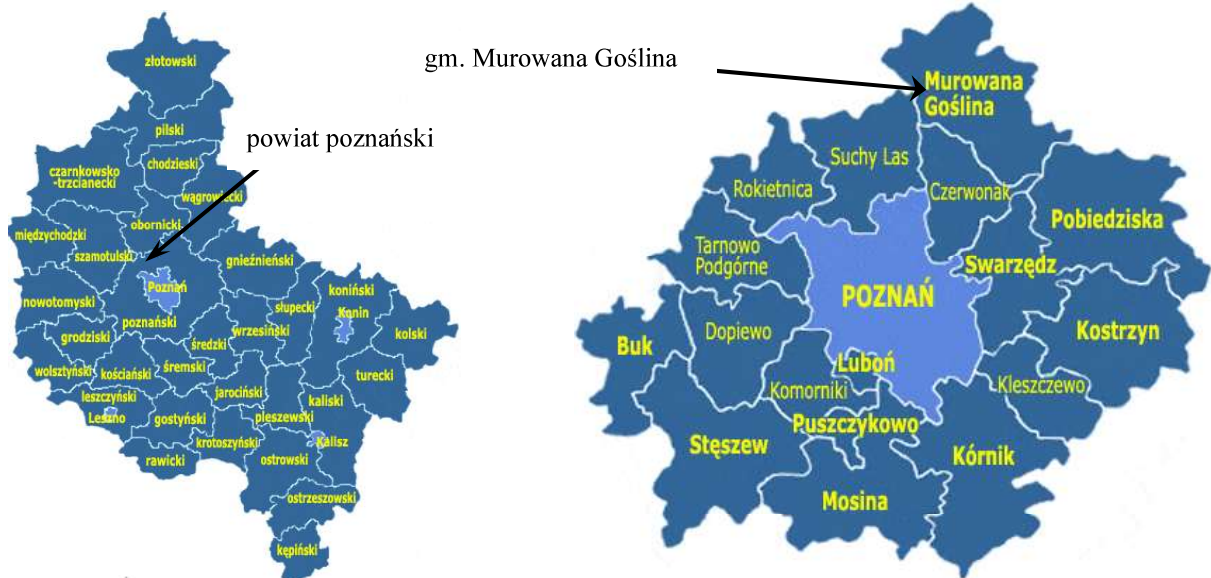 gm. Murowana Goślina
powiat poznański
złotowski
pilski
chodzieski
czarnkowsko
-trzcianecki
wągrowiecki
obornicki
międzychodzki
szamotulski
gnieźnieński
Poznań
nowotomyski
koniński
Konin
słupecki
poznański
grodziski
średzki
wrzesiński
kolski
wolsztyński
kościański
śremski
turecki
leszczyński
Leszno
jarociński
kaliski
gostyński
pleszewski
krotoszyński
Kalisz
rawicki
ostrowski
ostrzeszowski
kępiński
Murowana
Goślina
Suchy Las
Rokietnica
Czerwonak
Pobiedziska
Tarnowo
Podgórne
Swarzędz
POZNAŃ
Dopiewo
Kostrzyn
Buk
Luboń
Komorniki
Kleszczewo
Puszczykowo
Stęszew
Kórnik
Mosina